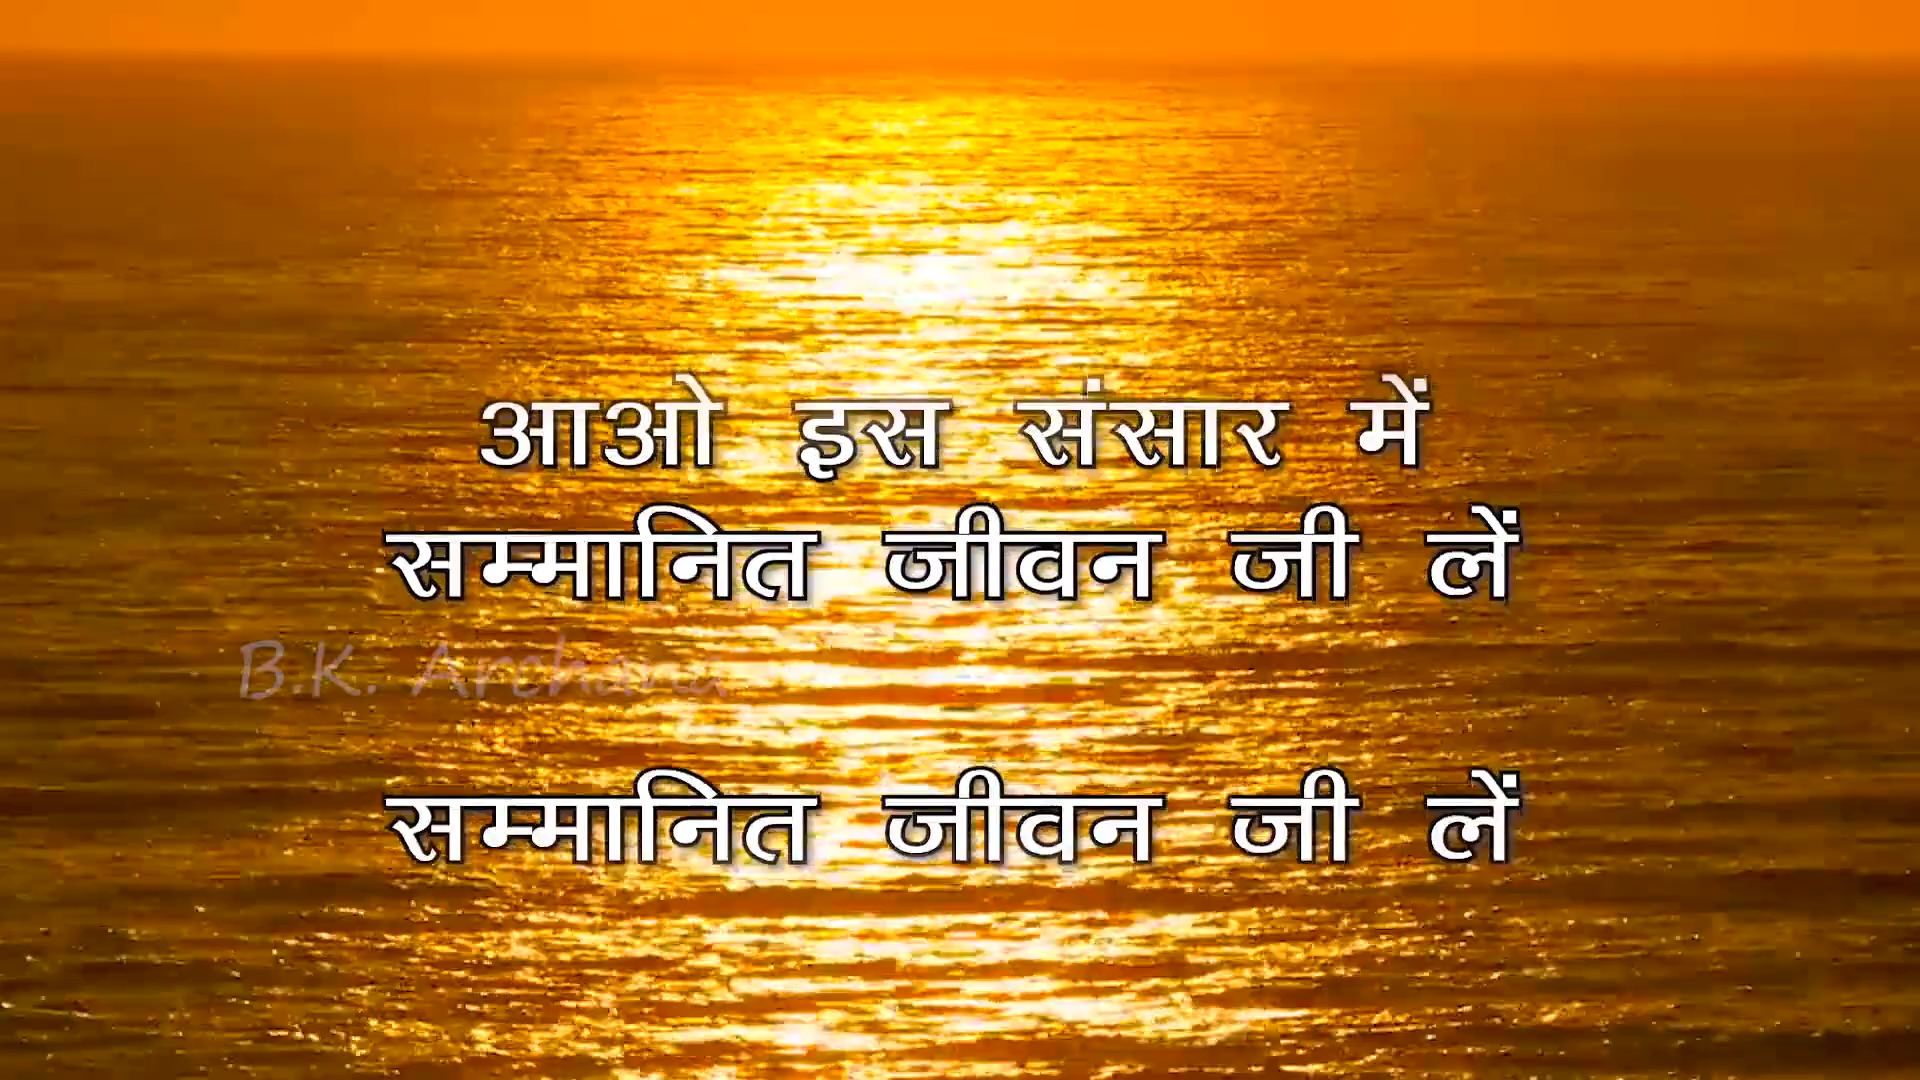 आओ इस संसार में
सम्मानित जीवन जी लें
B.K. Archana
सम्मानित जीवन जी लें